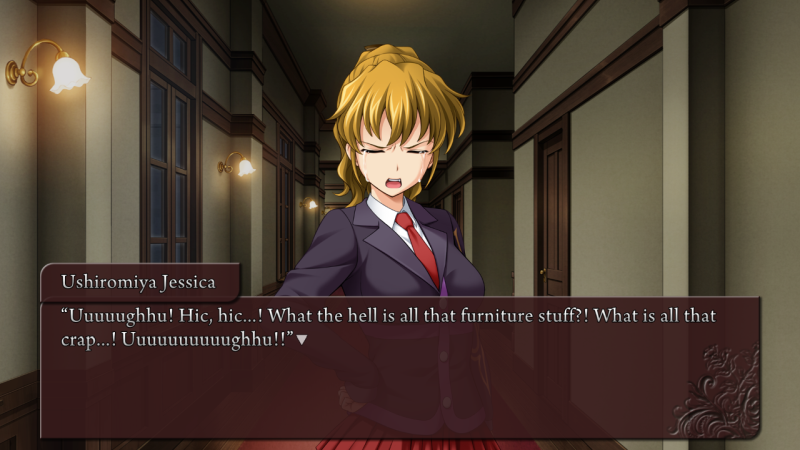 Ushiromiya Jessica
“Uuuuughhu! Hic, hic...! What the hell is all that furniture stuff?! What is all that
crap...! Uuuuuuuuuughhu!!”